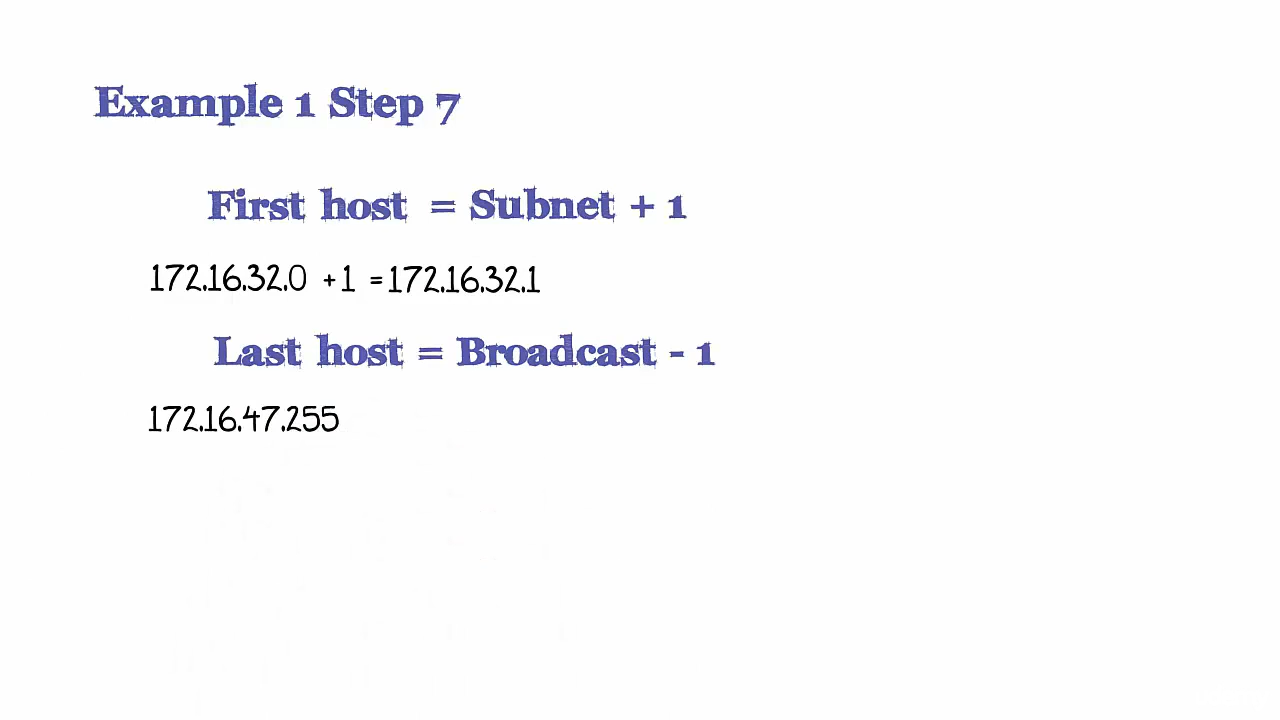 Example 1 Step 7
First host = Subnet + 1
172.16.32.0 +1 =172.16.32.1
Last host = Broadcast - 1
172.16.47.255